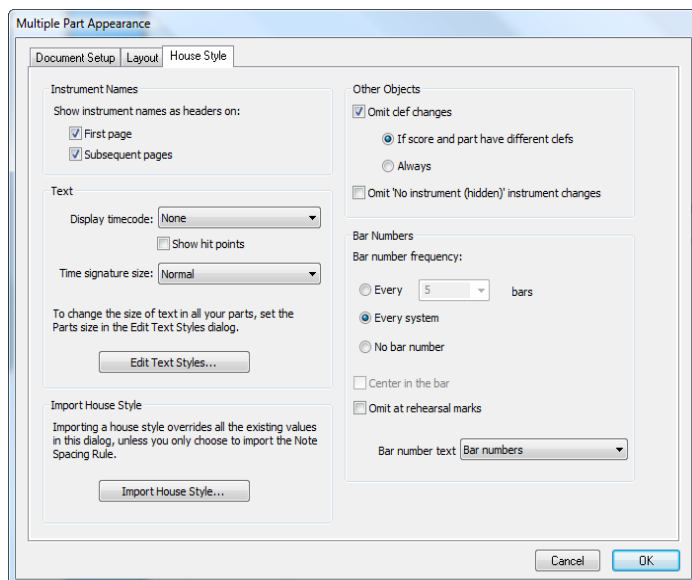 Multiple Part Appearance
Document Setup
Layout
House Style
Instrument Names
Show instrument names as headers on:
First page
Subsequent pages
Text
Display timecode: None
Show hit points
Time signature size: Normal
To change the size of text in all your parts, set the
Parts size in the Edit Text Styles dialog.
Edit Text Styles...
Import House Style
Importing a house style overrides all the existing values
in this dialog, unless you only choose to import the Note
Spacing Rule.
Import House Style...
Other Objects
Omit clef changes
If score and part have different clefs
Always
Omit 'No instrument (hidden)' instrument changes
Bar Numbers
Bar number frequency:
Every 5 bars
Every system
No bar number
Center in the bar
Omit at rehearsal marks
Bar number text Bar numbers
Cancel
OK